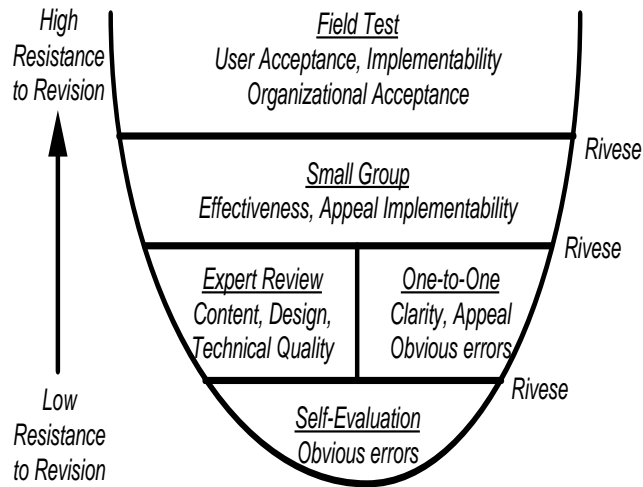 High
Resistance
to Revision
Field Test
User Acceptance, Implementability
Organizational Acceptance
Rivese
Small Group
Effectiveness, Appeal Implementability
Rivese
Expert Review
Content, Design,
Technical Quality
One-to-One
Clarity, Appeal
Obvious errors
Rivese
Low
Resistance
to Revision
Self-Evaluation
Obvious errors